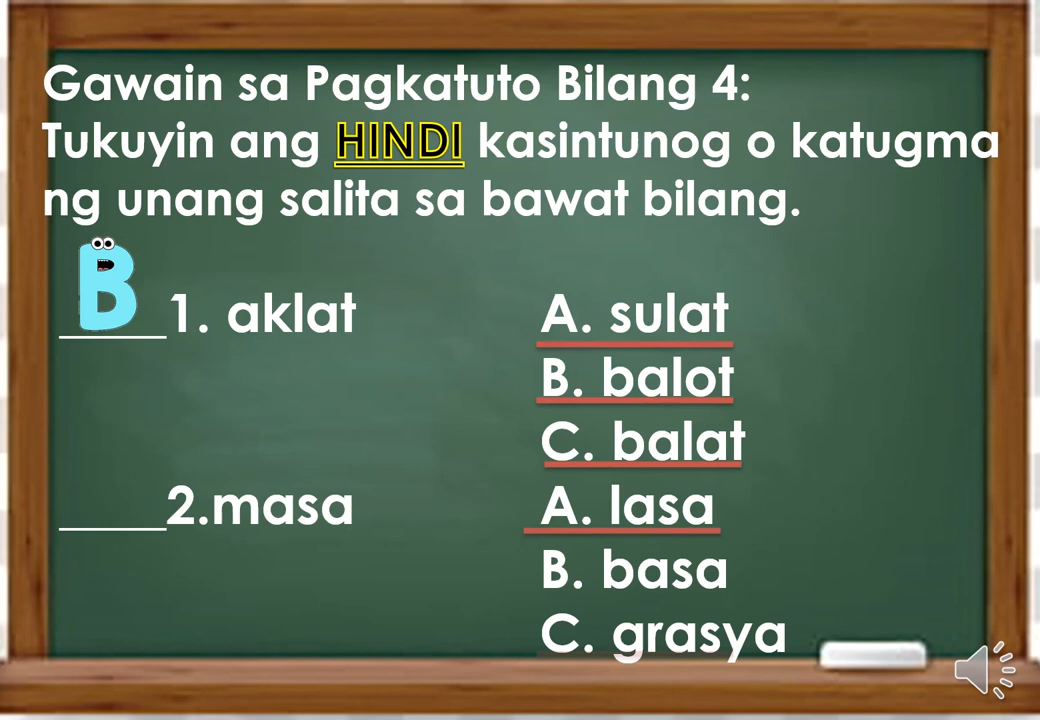 Gawain sa Pagkatuto Bilang 4:
Tukuyin ang HINDI kasintunog o katugma
ng unang salita sa bawat bilang.
B
____1. aklat A. sulat
B. balot
C. balat
____2.masa A. lasa
B. basa
C. grasya